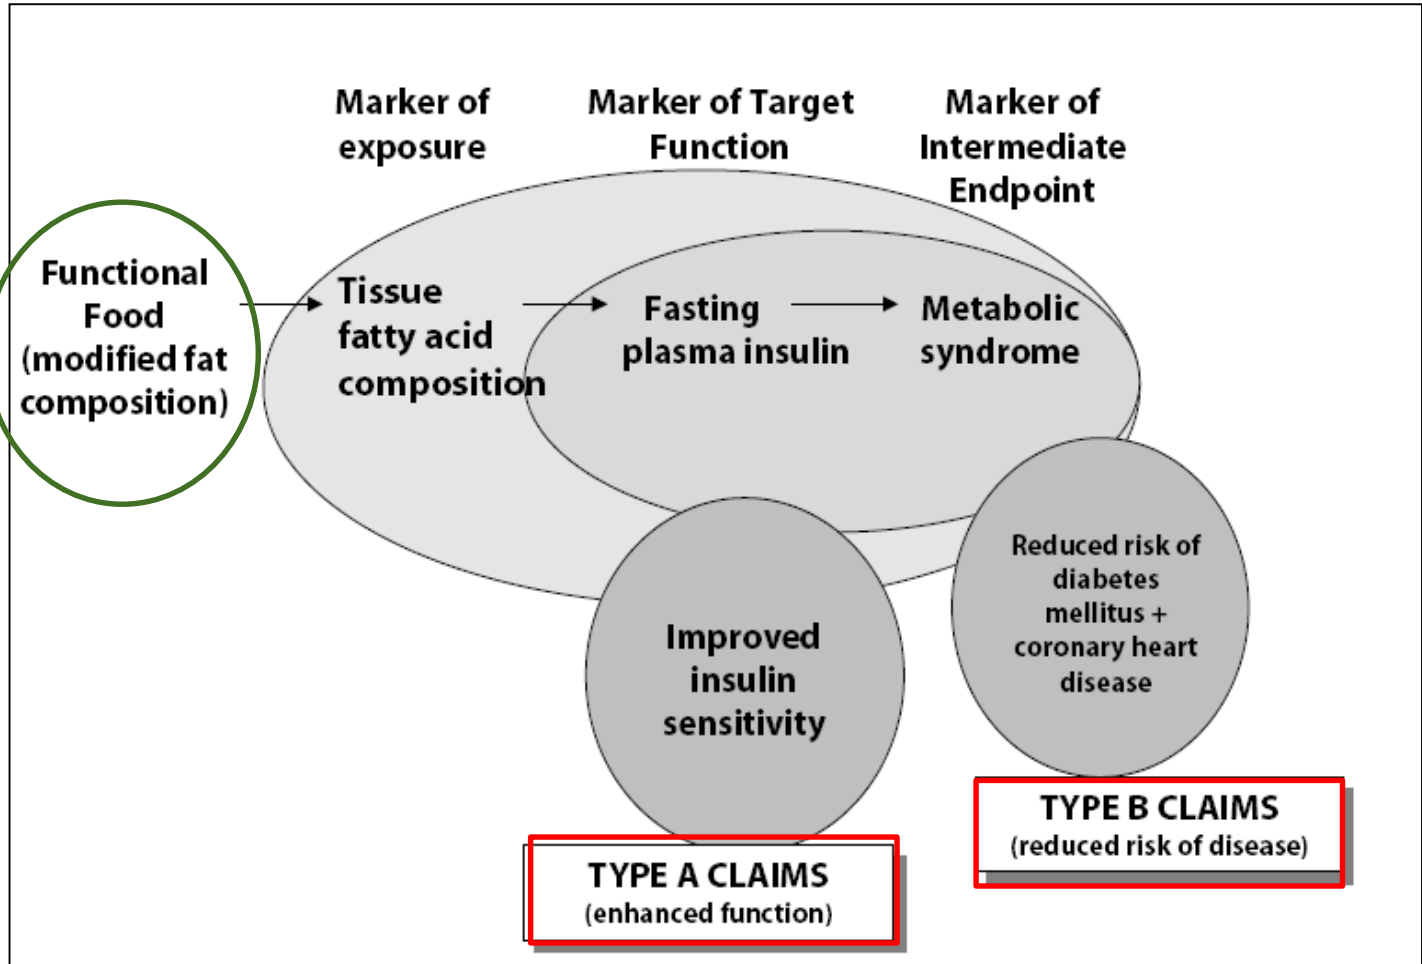 Marker of
exposure
Marker of Target
Function
Marker of
Intermediate
Endpoint
Functional
Food
(modified fat
composition)
Tissue
fatty acid
composition
Fasting
plasma insulin
Metabolic
syndrome
Improved
insulin
sensitivity
Reduced risk of
diabetes
mellitus +
coronary heart
disease
TYPE A CLAIMS
(enhanced function)
TYPE B CLAIMS
(reduced risk of disease)